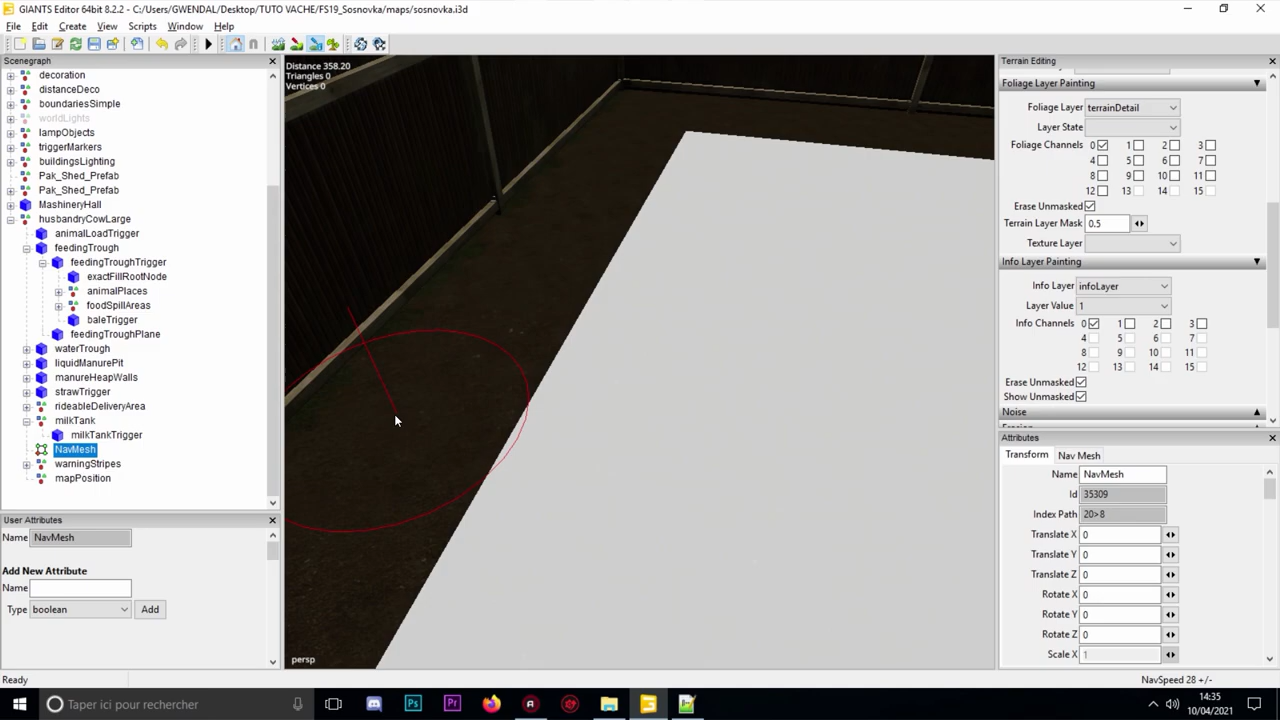 GIANTS Editor 64bit 8.2.2 - C:/Users/GWENDAL/Desktop/TUTO VACHE/FS19_Sosnovka/maps/sosnovka.i3d
File Edit Create View Scripts Window Help
Scenegraph
decoration
distanceDeco
boundariesSimple
worldLights
lampObjects
triggerMarkers
buildingsLighting
Pak_Shed_Prefab
Pak_Shed_Prefab
MashineryHall
husbandryCowLarge
animalLoadTrigger
feedingTrough
feedingTroughTrigger
exactFillRootNode
animalPlaces
foodSpillAreas
baleTrigger
feedingTroughPlane
waterTrough
liquidManurePit
manureHeapWalls
strawTrigger
rideableDeliveryArea
milkTank
milkTankTrigger
NavMesh
warningStripes
mapPosition
User Attributes
Name NavMesh
Add New Attribute
Name
Type boolean Add
Distance 358.20
Triangles 0
Vertices 0
persp
Terrain Editing
Foliage Layer Painting
Foliage Layer terrainDetail
Layer State
Foliage Channels 0 1 2 3
4 5 6 7
8 9 10 11
12 13 14 15
Erase Unmasked
Terrain Layer Mask 0.5
Texture Layer
Info Layer Painting
Info Layer infoLayer
Layer Value 1
Info Channels 0 1 2 3
4 5 6 7
8 9 10 11
12 13 14 15
Erase Unmasked
Show Unmasked
Noise
Attributes
Transform Nav Mesh
Name NavMesh
Id 35309
Index Path 20>8
Translate X 0
Translate Y 0
Translate Z 0
Rotate X 0
Rotate Y 0
Rotate Z 0
Scale X 1
Ready
NavSpeed 28 +/-
Taper ici pour rechercher
14:35
10/04/2021